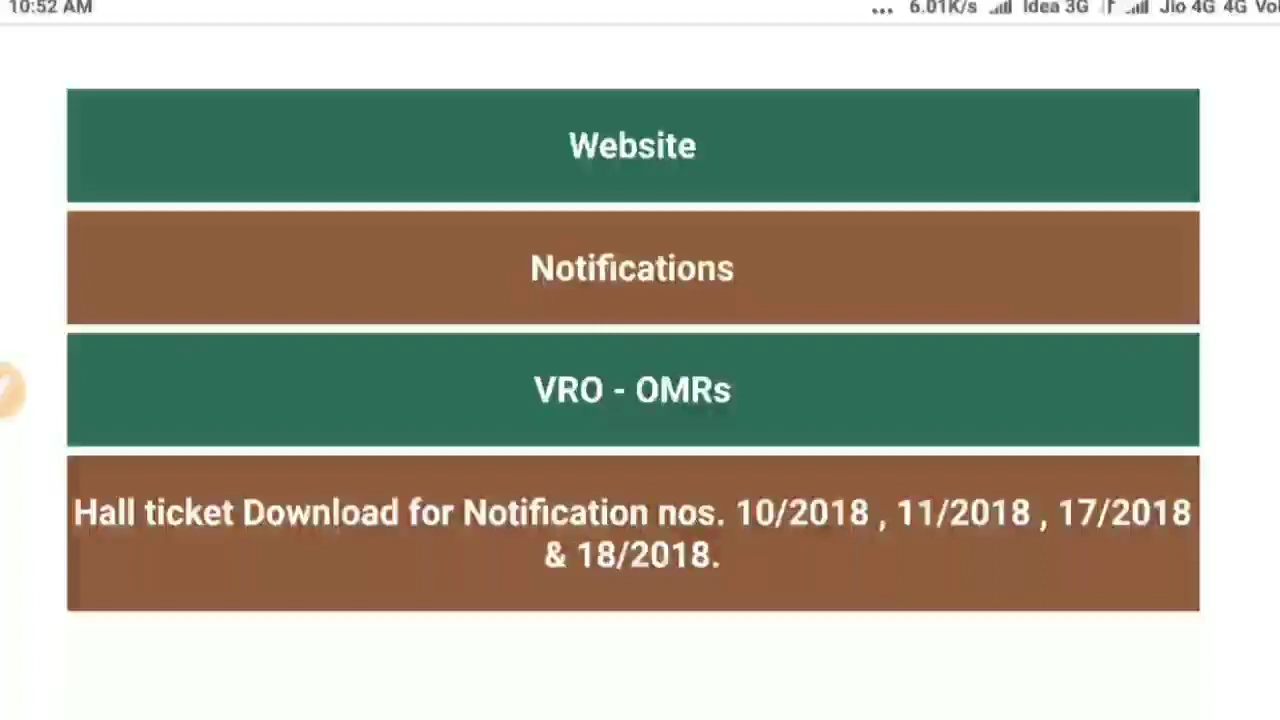 10:52 AM ... 6.01K/s Idea 3G Jio 4G 4G
Website
Notifications
VRO - OMRs
Hall ticket Download for Notification nos. 10/2018 , 11/2018 , 17/2018
& 18/2018.